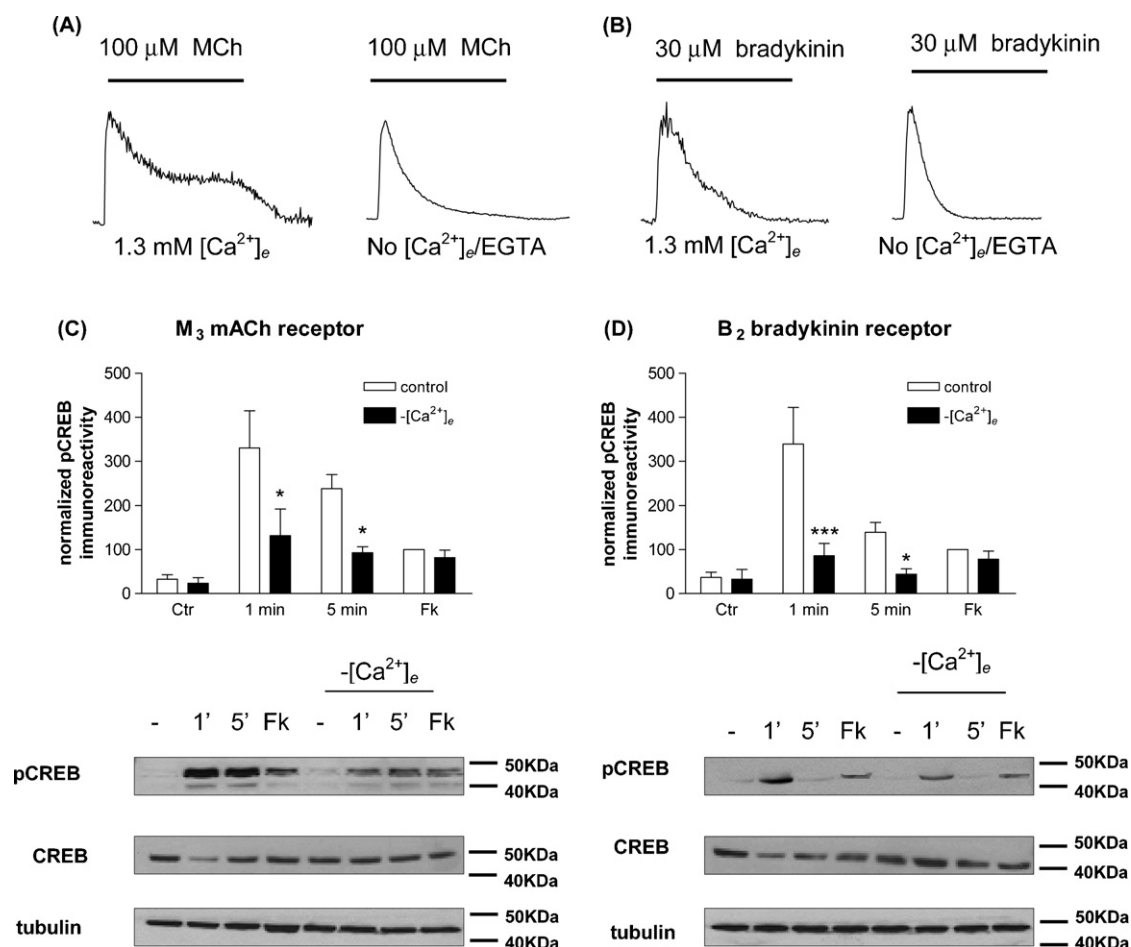 (A)
100 μM MCh
100 μM MCh
1.3 mM [Ca²⁺]e
No [Ca²⁺]e/EGTA
(B)
30 μM bradykinin
30 μM bradykinin
1.3 mM [Ca²⁺]e
No [Ca²⁺]e/EGTA
(C) M₃ mACh receptor
normalized pCREB
immunoreactivity
500
400
300
200
100
0
control
-[Ca²⁺]e
*
*
Ctr 1 min 5 min Fk
-[Ca²⁺]e
- 1' 5' Fk - 1' 5' Fk
pCREB 50KDa
40KDa
CREB 50KDa
40KDa
tubulin 50KDa
40KDa
(D) B₂ bradykinin receptor
normalized pCREB
immunoreactivity
500
400
300
200
100
0
control
-[Ca²⁺]e
***
*
Ctr 1 min 5 min Fk
-[Ca²⁺]e
- 1' 5' Fk - 1' 5' Fk
pCREB 50KDa
40KDa
CREB 50KDa
40KDa
tubulin 50KDa
40KDa